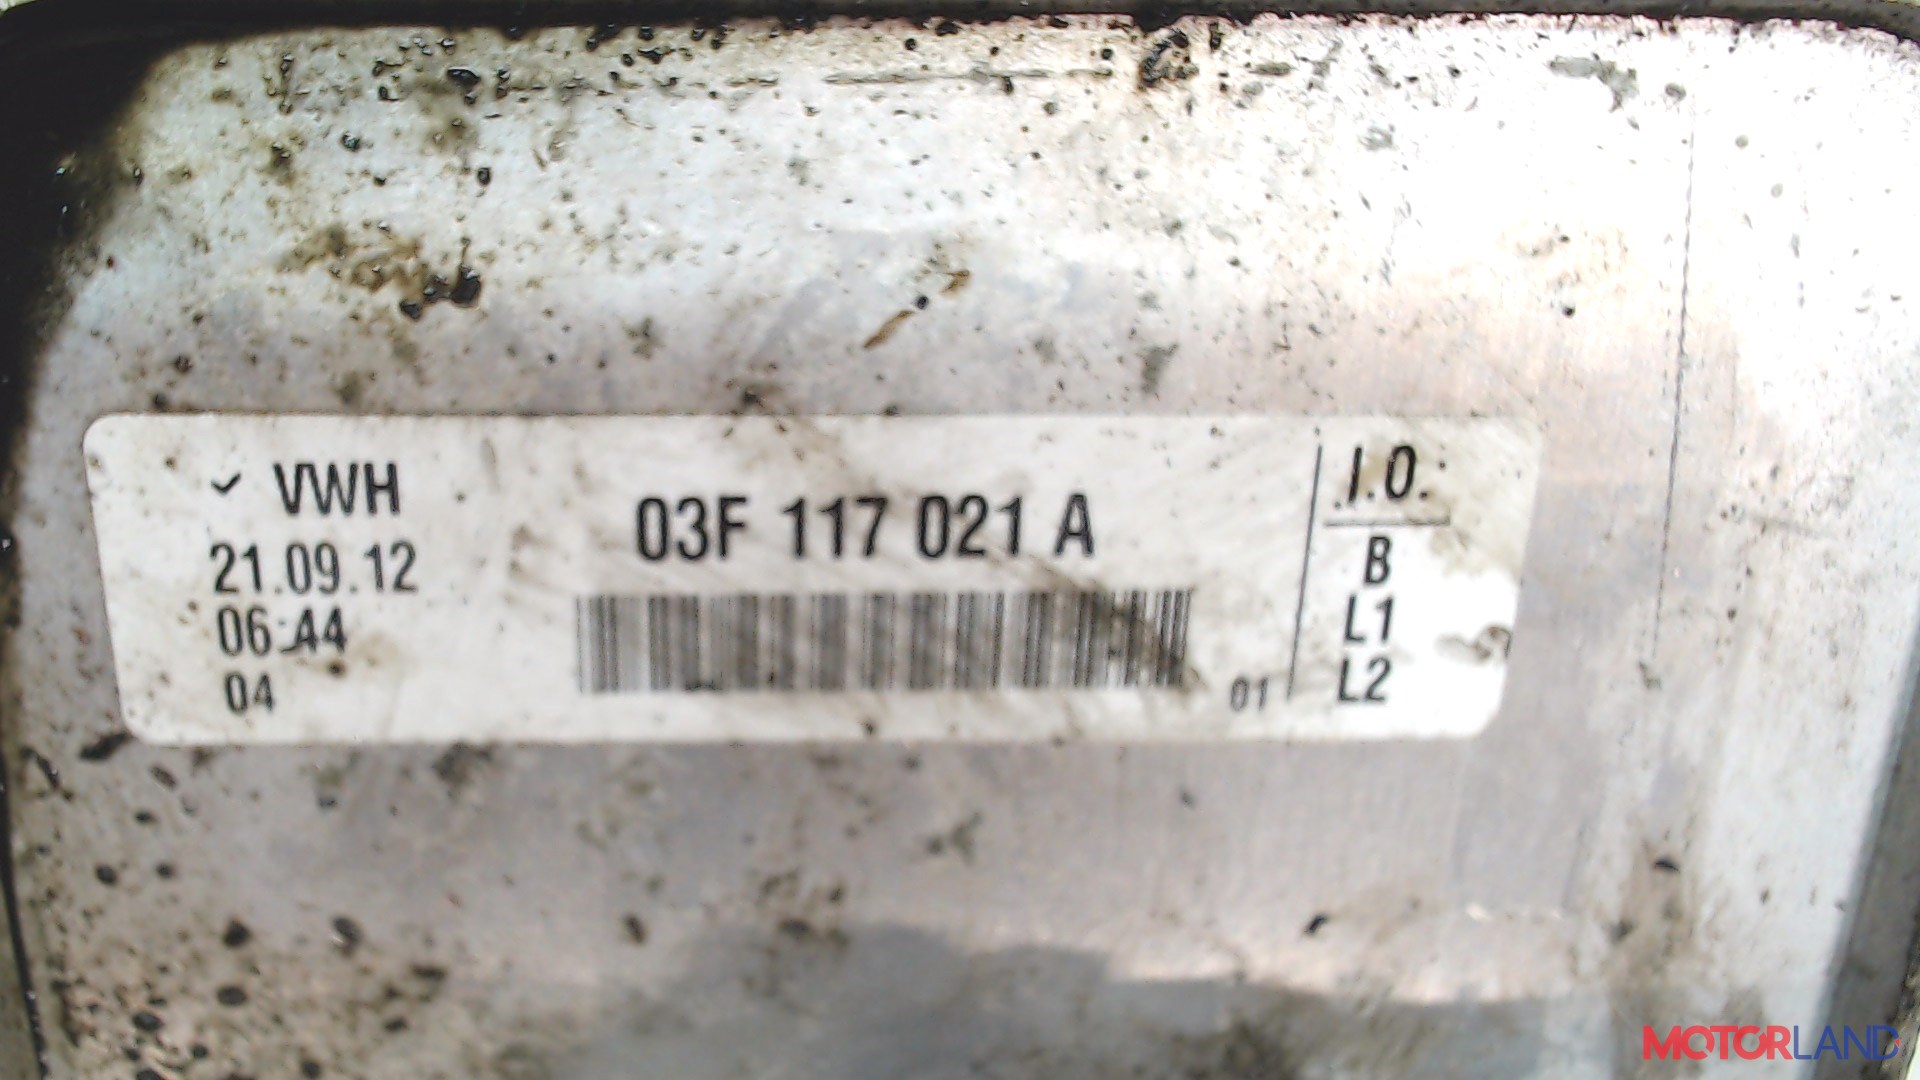 VWH
21.09.12
06:44
04
03F 117 021 A
01
I.O.
B
L1
L2
MOTORLAND